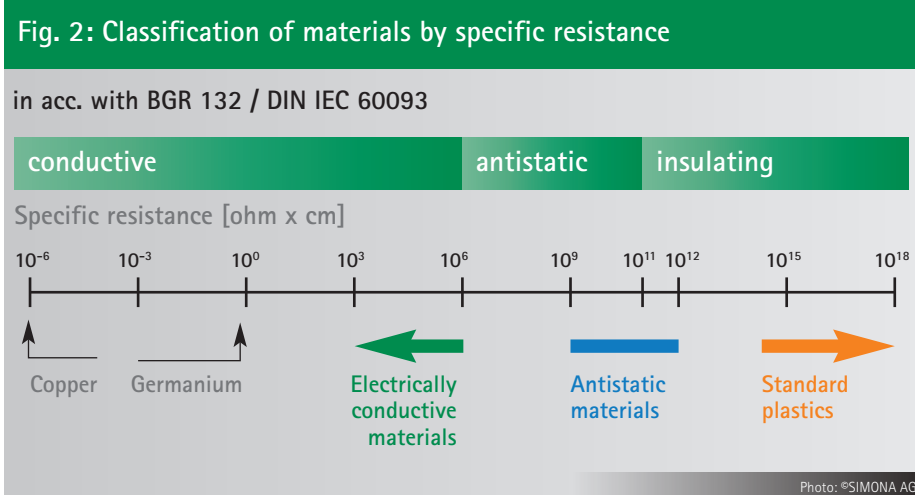 Fig. 2: Classification of materials by specific resistance
in acc. with BGR 132 / DIN IEC 60093
conductive antistatic insulating
Specific resistance [ohm x cm]
10⁻⁶ 10⁻³ 10⁰ 10³ 10⁶ 10⁹ 10¹¹ 10¹² 10¹⁵ 10¹⁸
Copper Germanium Electrically Antistatic Standard
conductive materials plastics
materials
Photo: ©SIMONA AG